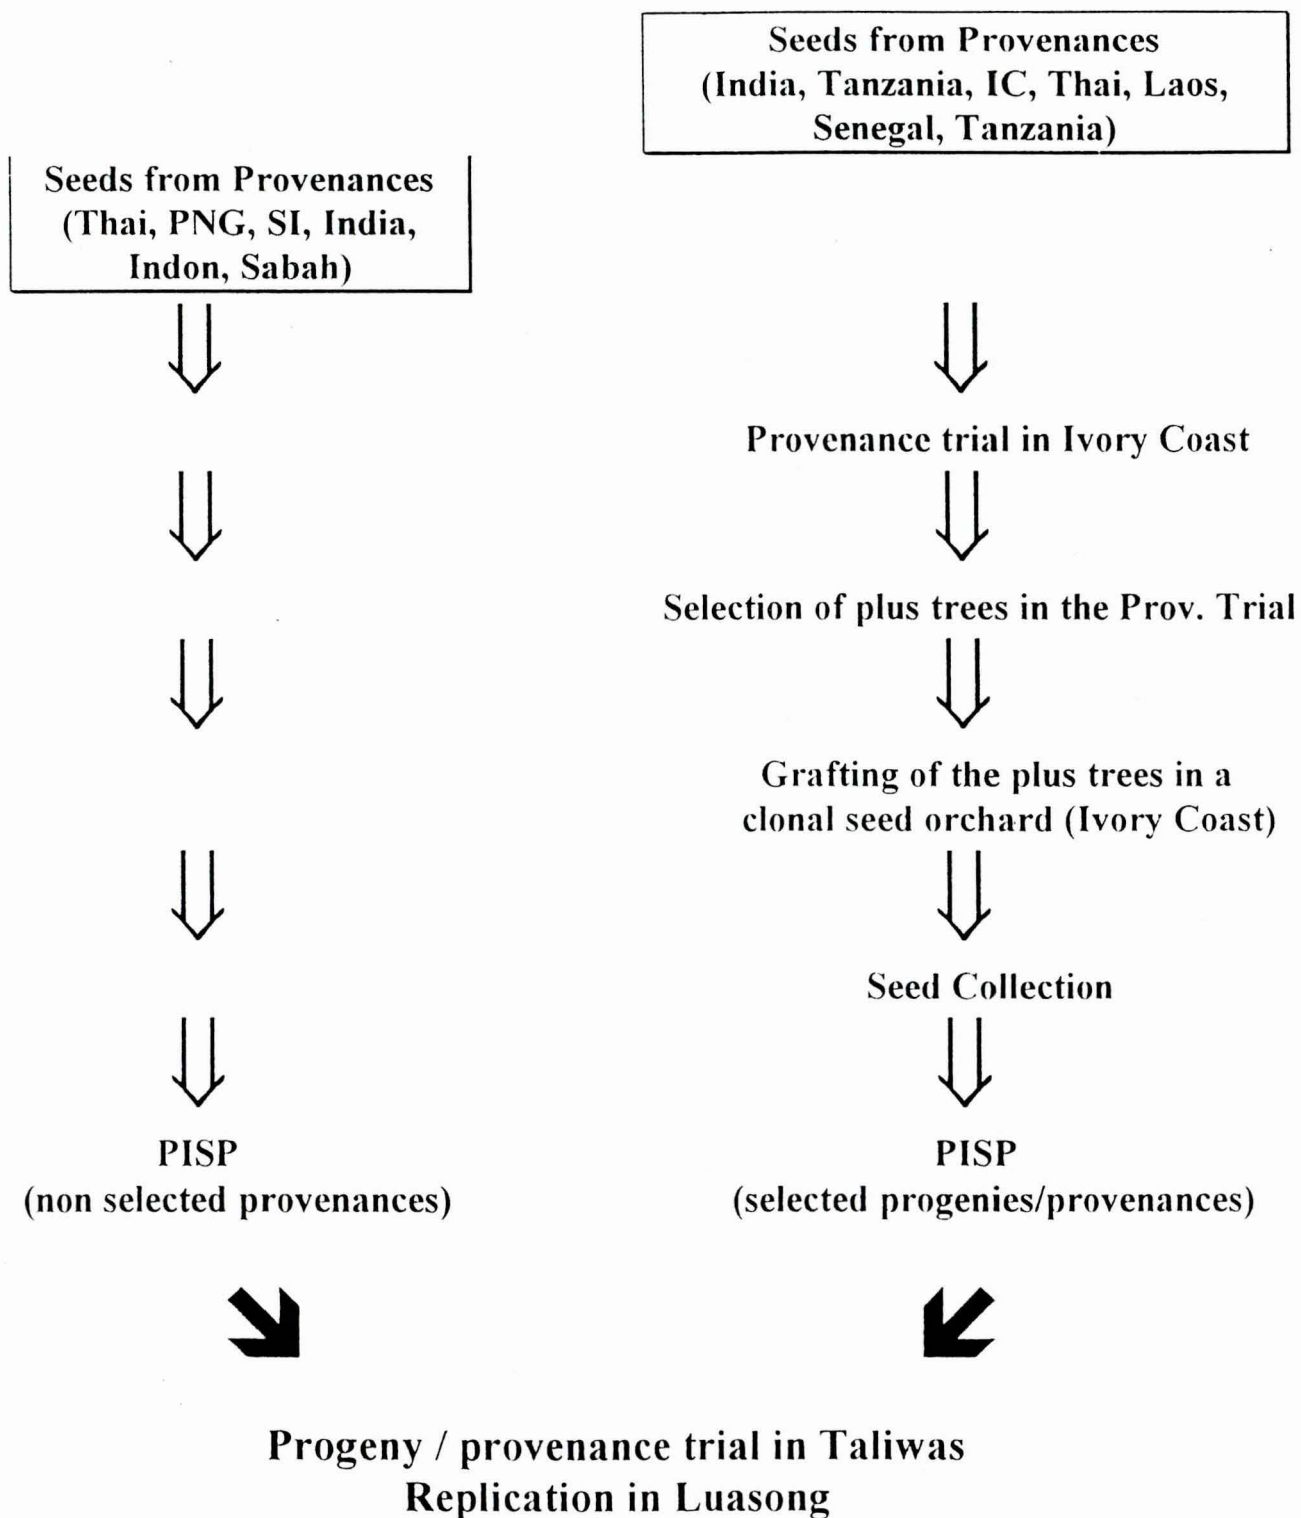 Seeds from Provenances
(India, Tanzania, IC, Thai, Laos,
Senegal, Tanzania)
Seeds from Provenances
(Thai, PNG, SI, India,
Indon, Sabah)
Provenance trial in Ivory Coast
Selection of plus trees in the Prov. Trial
Grafting of the plus trees in a
clonal seed orchard (Ivory Coast)
Seed Collection
PISP
(non selected provenances)
PISP
(selected progenies/provenances)
Progeny / provenance trial in Taliwas
Replication in Luasong